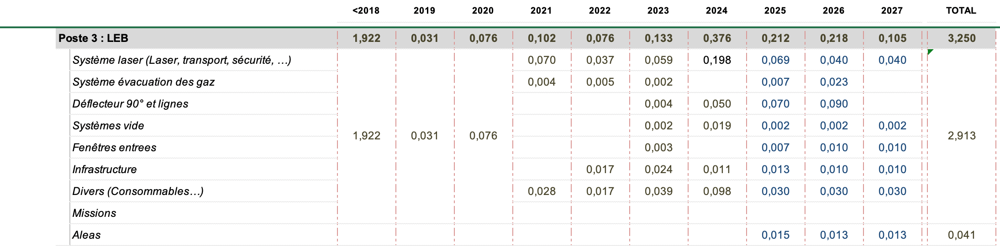 <2018 2019 2020 2021 2022 2023 2024 2025 2026 2027 TOTAL
Poste 3 : LEB 1,922 0,031 0,076 0,102 0,076 0,133 0,376 0,212 0,218 0,105 3,250
Système laser (Laser, transport, sécurité, …) 0,070 0,037 0,059 0,198 0,069 0,040 0,040
Système évacuation des gaz 0,004 0,005 0,002 0,007 0,023
Déflecteur 90° et lignes 0,004 0,050 0,070 0,090
Systèmes vide 0,002 0,019 0,002 0,002 0,002
1,922 0,031 0,076 2,913
Fenêtres entrees 0,003 0,007 0,010 0,010
Infrastructure 0,017 0,024 0,011 0,013 0,010 0,010
Divers (Consommables…) 0,028 0,017 0,039 0,098 0,030 0,030 0,030
Missions
Aleas 0,015 0,013 0,013 0,041